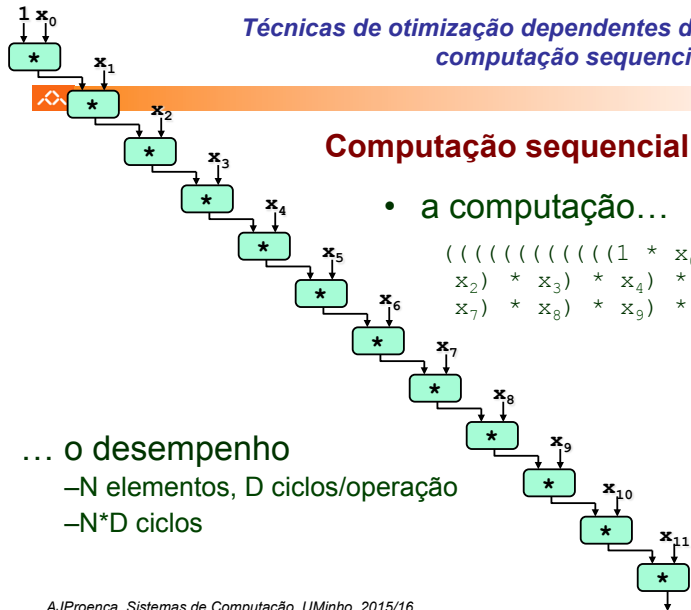 Técnicas de otimização dependentes d
computação sequenci
1 x₀
*
x₁
*
x₂
*
x₃
*
x₄
*
x₅
*
x₆
*
x₇
*
x₈
*
x₉
*
x₁₀
*
x₁₁
*
Computação sequencial
• a computação…
((((((((((((1 * x
x₂) * x₃) * x₄) *
x₇) * x₈) * x₉) *
… o desempenho
–N elementos, D ciclos/operação
–N*D ciclos
AJProença, Sistemas de Computação, UMinho, 2015/16